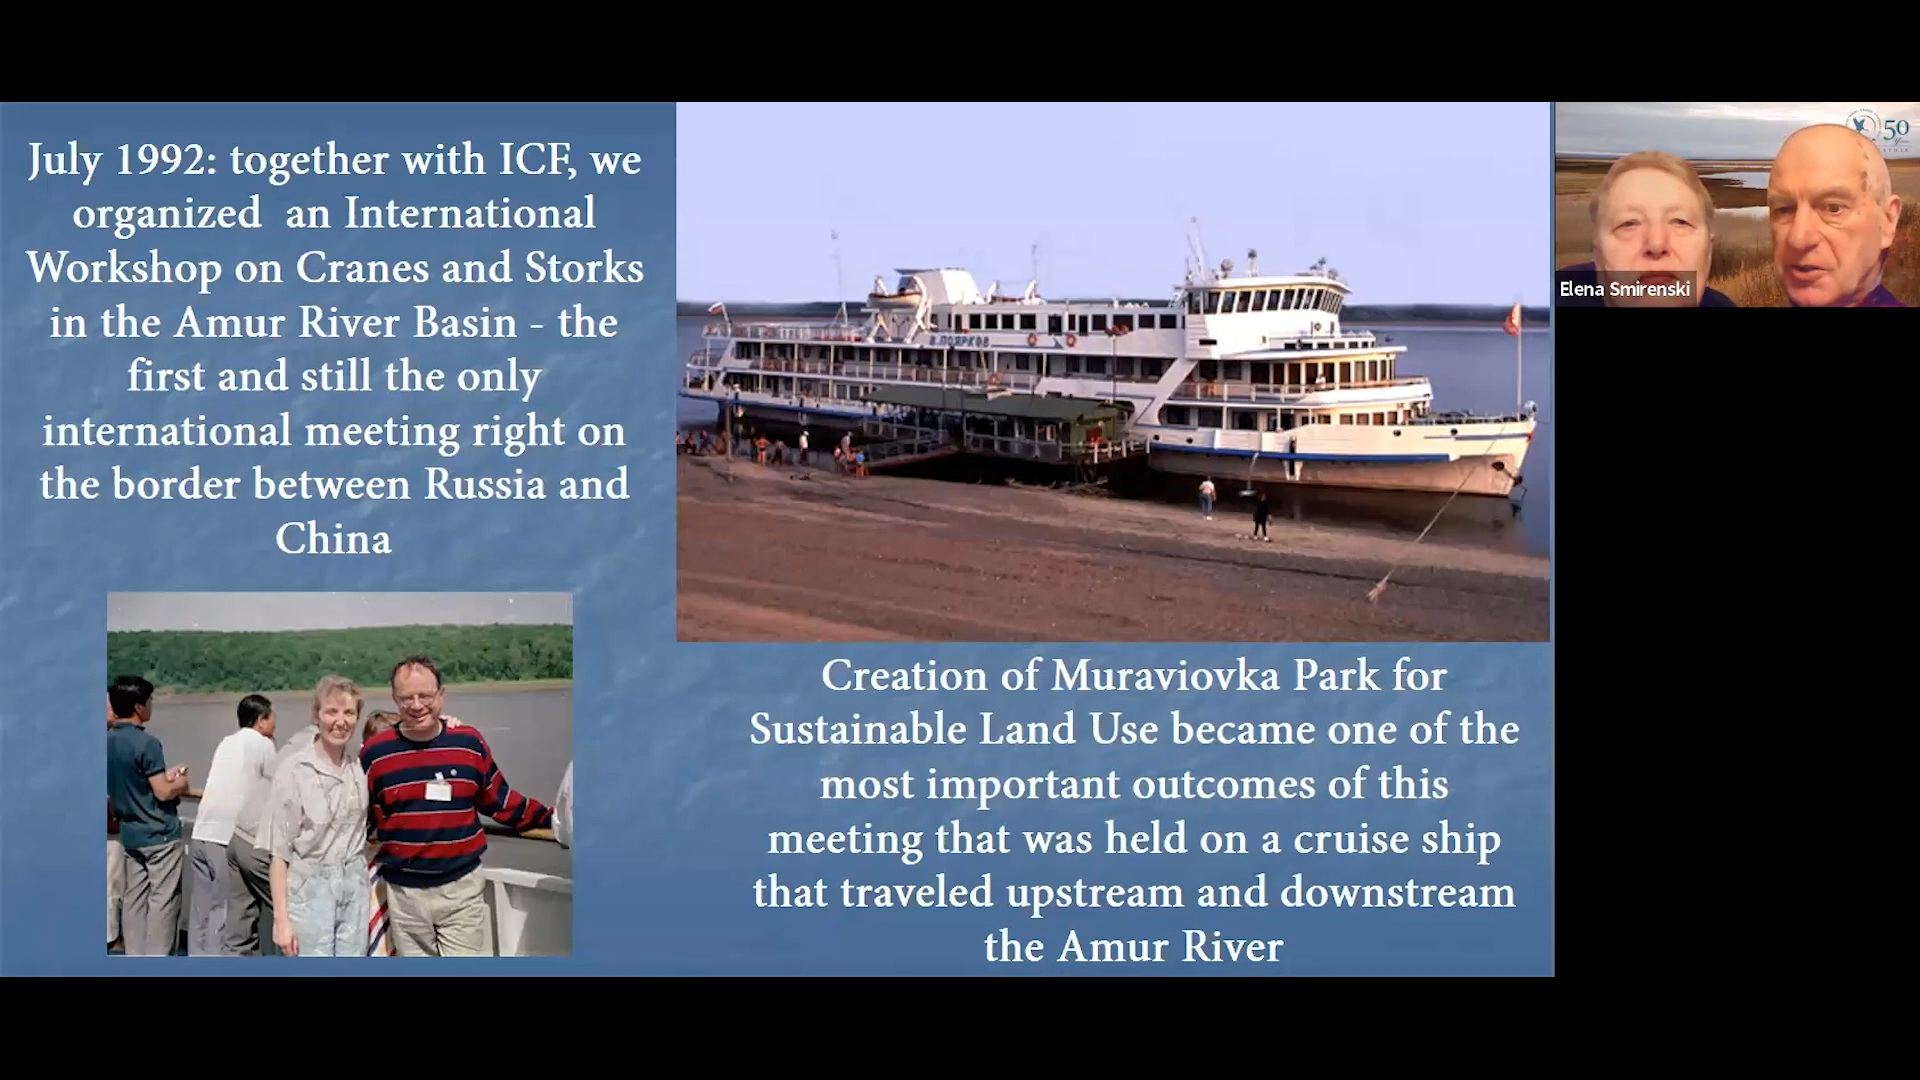 July 1992: together with ICF, we
organized an International
Workshop on Cranes and Storks
in the Amur River Basin - the
first and still the only
international meeting right on
the border between Russia and
China
В.ПОЯРКОВ
Creation of Muraviovka Park for
Sustainable Land Use became one of the
most important outcomes of this
meeting that was held on a cruise ship
that traveled upstream and downstream
the Amur River
50
Elena Smirenski